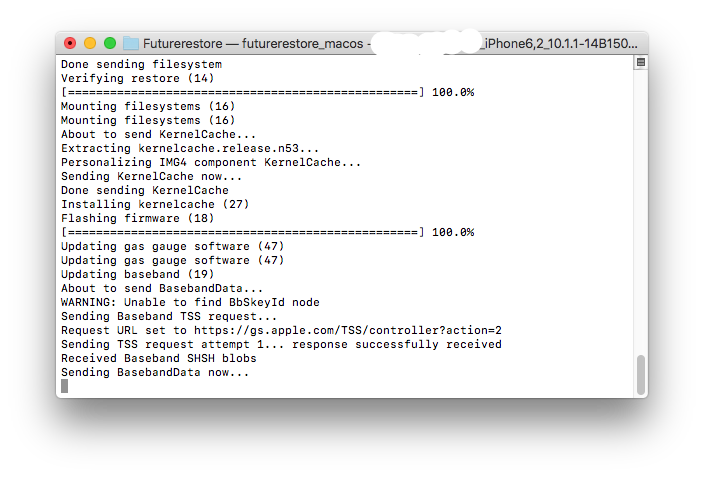 Futurerestore — futurerestore_macos - _iPhone6,2_10.1.1-14B150...
Done sending filesystem
Verifying restore (14)
[==================================================] 100.0%
Mounting filesystems (16)
Mounting filesystems (16)
About to send KernelCache...
Extracting kernelcache.release.n53...
Personalizing IMG4 component KernelCache...
Sending KernelCache now...
Done sending KernelCache
Installing kernelcache (27)
Flashing firmware (18)
[==================================================] 100.0%
Updating gas gauge software (47)
Updating gas gauge software (47)
Updating baseband (19)
About to send BasebandData...
WARNING: Unable to find BbSkeyId node
Sending Baseband TSS request...
Request URL set to https://gs.apple.com/TSS/controller?action=2
Sending TSS request attempt 1... response successfully received
Received Baseband SHSH blobs
Sending BasebandData now...